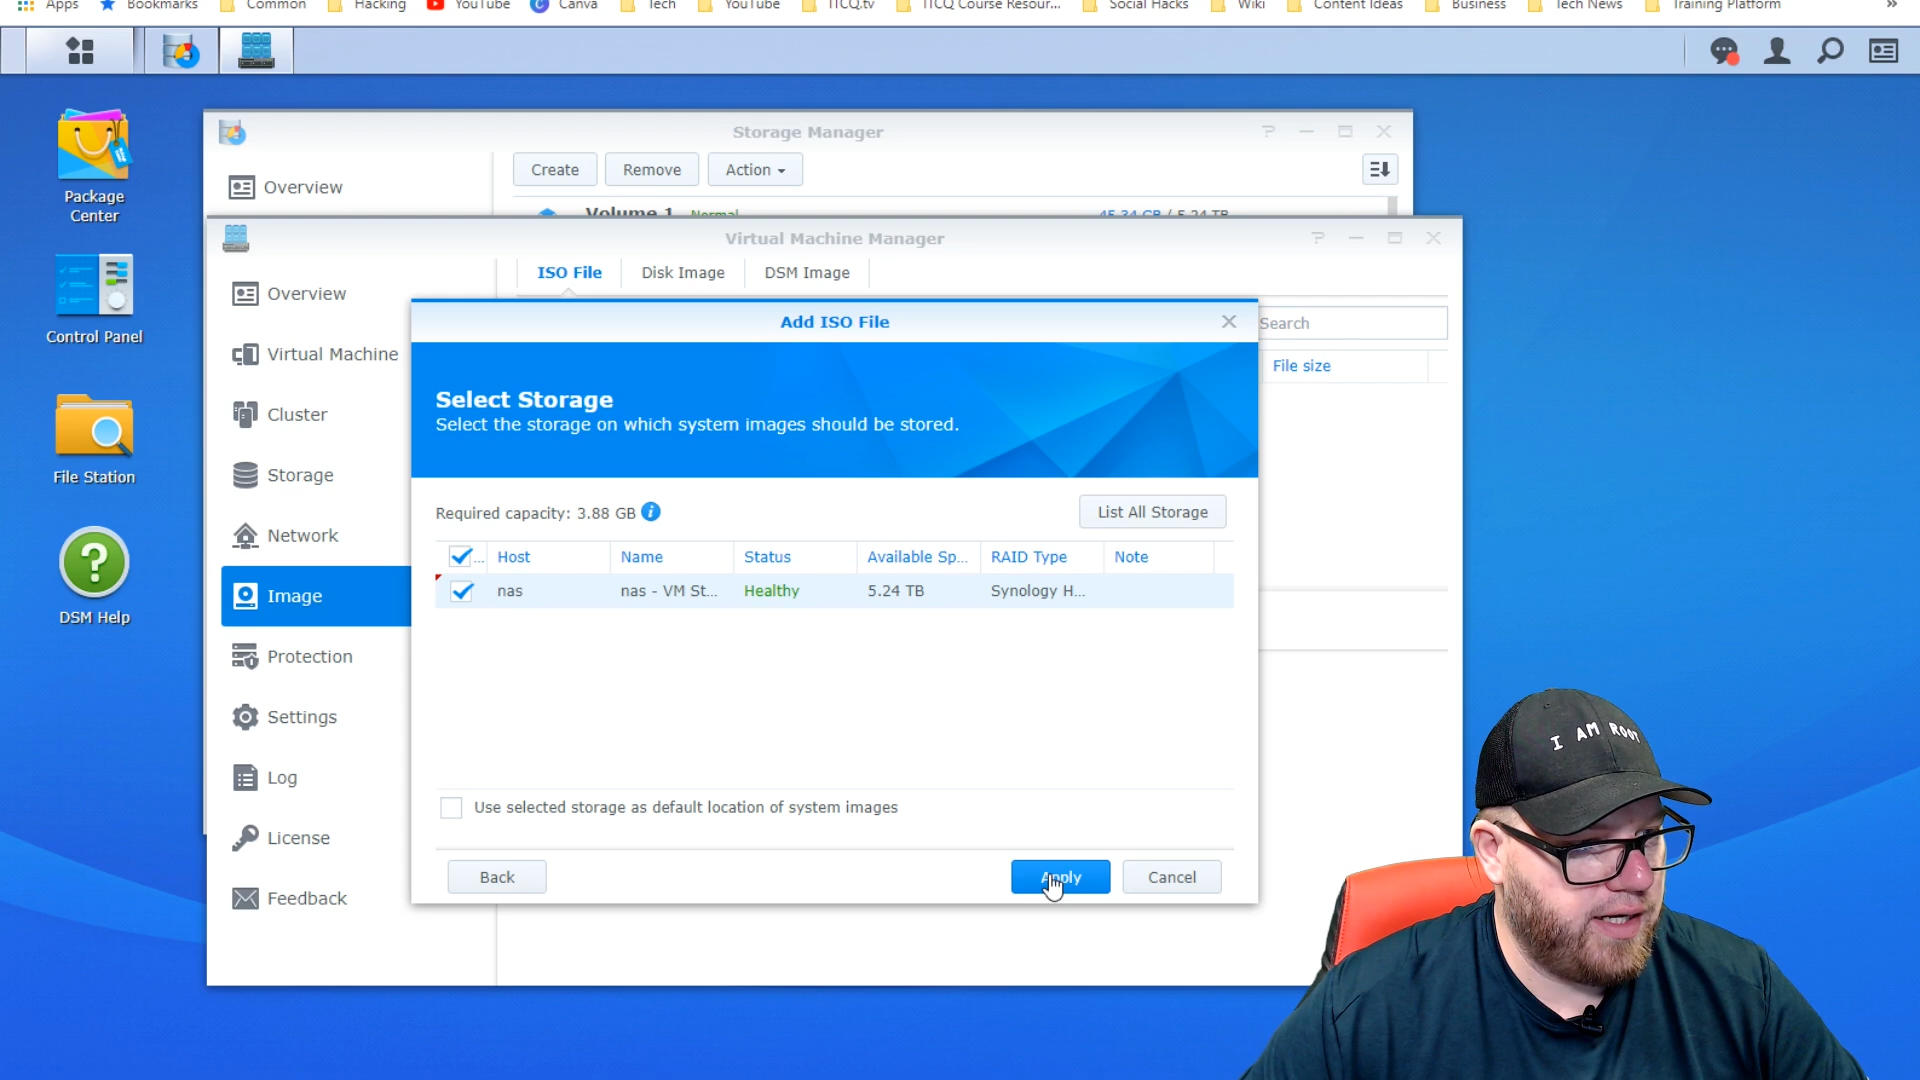 Apps
Bookmarks
Common
Hacking
YouTube
Canva
Tech
YouTube
ITCQ.tv
ITCQ Course Resour...
Social Hacks
Wiki
Content Ideas
Business
Tech News
Training Platform
»
Package
Center
Control Panel
File Station
DSM Help
Storage Manager
Overview
Create
Remove
Action
Volume 1 Normal
45.34 GB / 5.24 TB
Virtual Machine Manager
Overview
Virtual Machine
Cluster
Storage
Network
Image
Protection
Settings
Log
License
Feedback
ISO File
Disk Image
DSM Image
Search
File size
Add ISO File
Select Storage
Select the storage on which system images should be stored.
Required capacity: 3.88 GB
List All Storage
... Host Name Status Available Sp... RAID Type Note
nas nas - VM St... Healthy 5.24 TB Synology H...
Use selected storage as default location of system images
Back
Apply
Cancel
I AM ROOT